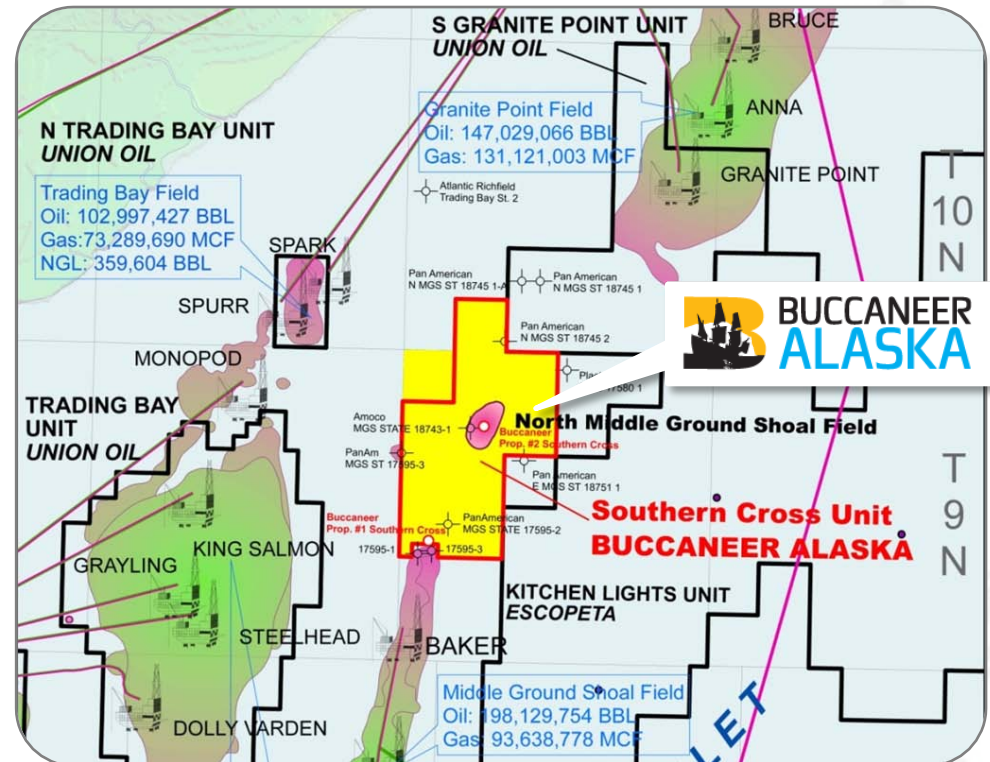 BRUCE
S GRANITE POINT UNIT
UNION OIL
Granite Point Field
Oil: 147,029,066 BBL
Gas: 131,121,003 MCF
ANNA
GRANITE POINT
N TRADING BAY UNIT
UNION OIL
Trading Bay Field
Oil: 102,997,427 BBL
Gas:73,289,690 MCF
NGL: 359,604 BBL
Atlantic Richfield
Trading Bay St. 2
T
10
N
SPARK
SPURR
MONOPOD
Pan American
N MGS ST 18745 1-A
Pan American
N MGS ST 18745 1
Pan American
N MGS ST 18745 2
BUCCANEER
ALASKA
17580 1
TRADING BAY
UNIT
UNION OIL
Amoco
MGS STATE 18743-1
North Middle Ground Shoal Field
Buccaneer
Prop. #2 Southern Cross
PanAm
MGS ST 17595-3
Pan American
E MGS ST 18751 1
T
9
N
Southern Cross Unit
BUCCANEER ALASKA
Buccaneer
Prop. #1 Southern Cross
PanAmerican
MGS STATE 17595-2
17595-1
17595-3
KING SALMON
GRAYLING
STEELHEAD
DOLLY VARDEN
KITCHEN LIGHTS UNIT
ESCOPETA
BAKER
Middle Ground Shoal Field
Oil: 198,129,754 BBL
Gas: 93,638,778 MCF
LET